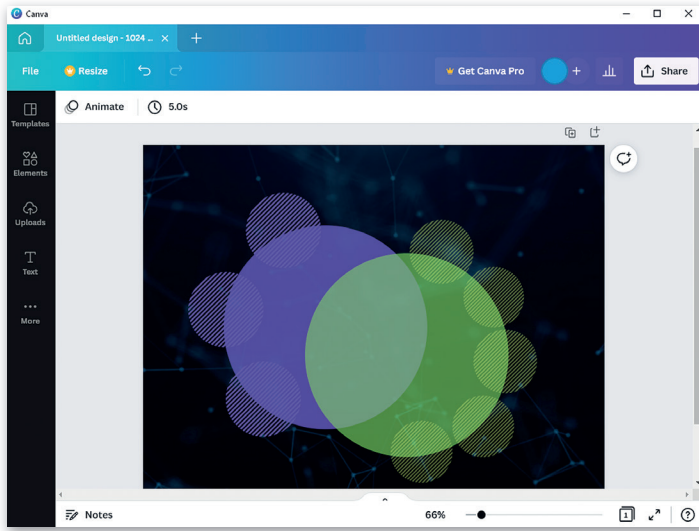 Canva
Untitled design - 1024 ...
File
Resize
Get Canva Pro
Share
Templates
Animate
5.0s
Elements
Uploads
Text
More
Notes
66%
1